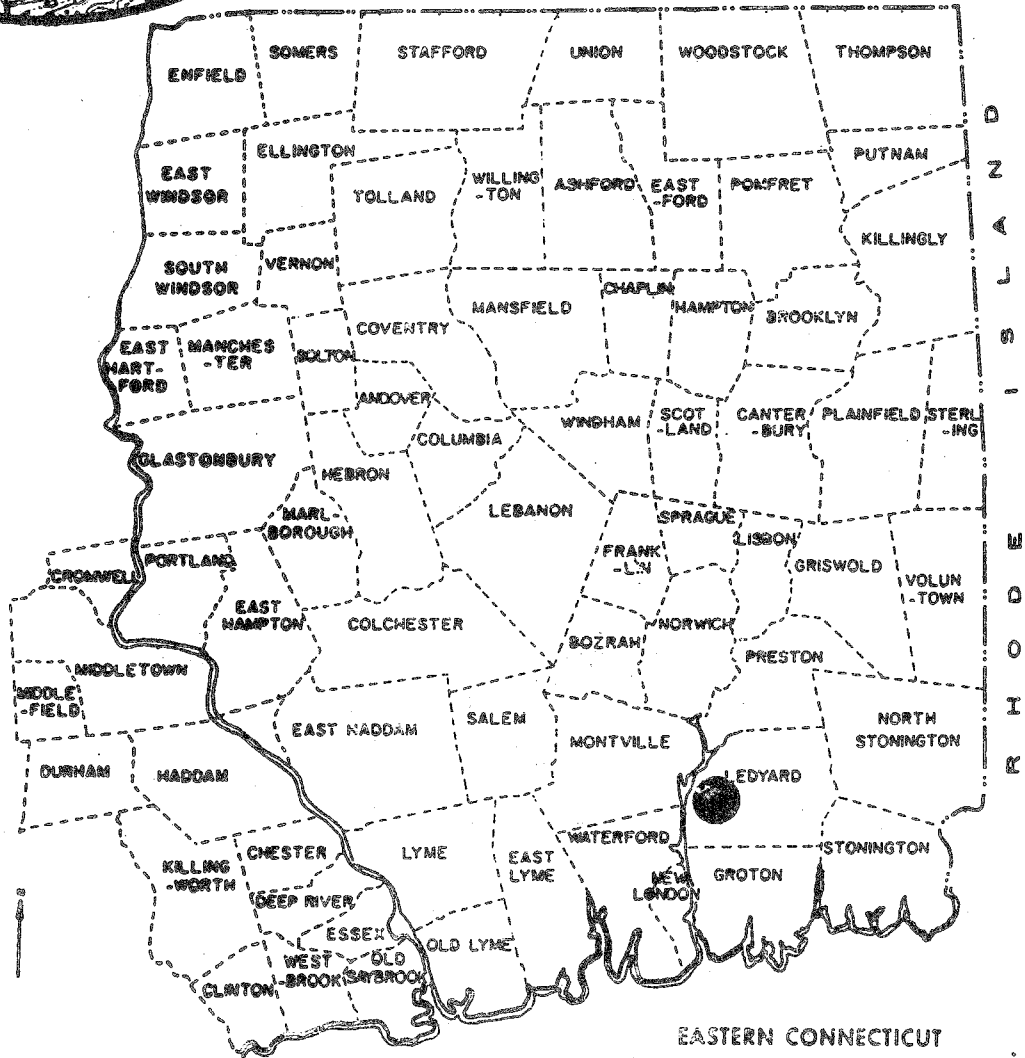 SOMERS
STAFFORD
UNION
WOODSTOCK
THOMPSON
ENFIELD
ELLINGTON
PUTNAM
EAST
WINDSOR
TOLLAND
WILLING
-TON
ASHFORD
EAST
-FORD
POMFRET
KILLINGLY
SOUTH
WINDSOR
VERNON
MANSFIELD
CHAPLIN
HAMPTON
BROOKLYN
COVENTRY
EAST
HART-
FORD
MANCHES
-TER
BOLTON
ANDOVER
COLUMBIA
WINDHAM
SCOT
-LAND
CANTER
-BURY
PLAINFIELD
STERL
-ING
GLASTONBURY
HEBRON
MARL-
BOROUGH
LEBANON
SPRAGUE
LISBON
FRANK
-LIN
GRISWOLD
VOLUN
-TOWN
CROMWELL
PORTLAND
EAST
HAMPTON
COLCHESTER
BOZRAH
NORWICH
PRESTON
MIDDLETOWN
MIDDLE
-FIELD
EAST HADDAM
SALEM
MONTVILLE
NORTH
STONINGTON
DURHAM
HADDAM
LEDYARD
KILLING
-WORTH
CHESTER
LYME
EAST
LYME
WATERFORD
NEW
LONDON
GROTON
STONINGTON
DEEP RIVER
ESSEX
OLD LYME
WEST
-BROOK
OLD
SAYBROOK
CLINTON
RHODE ISLAND
EASTERN CONNECTICUT